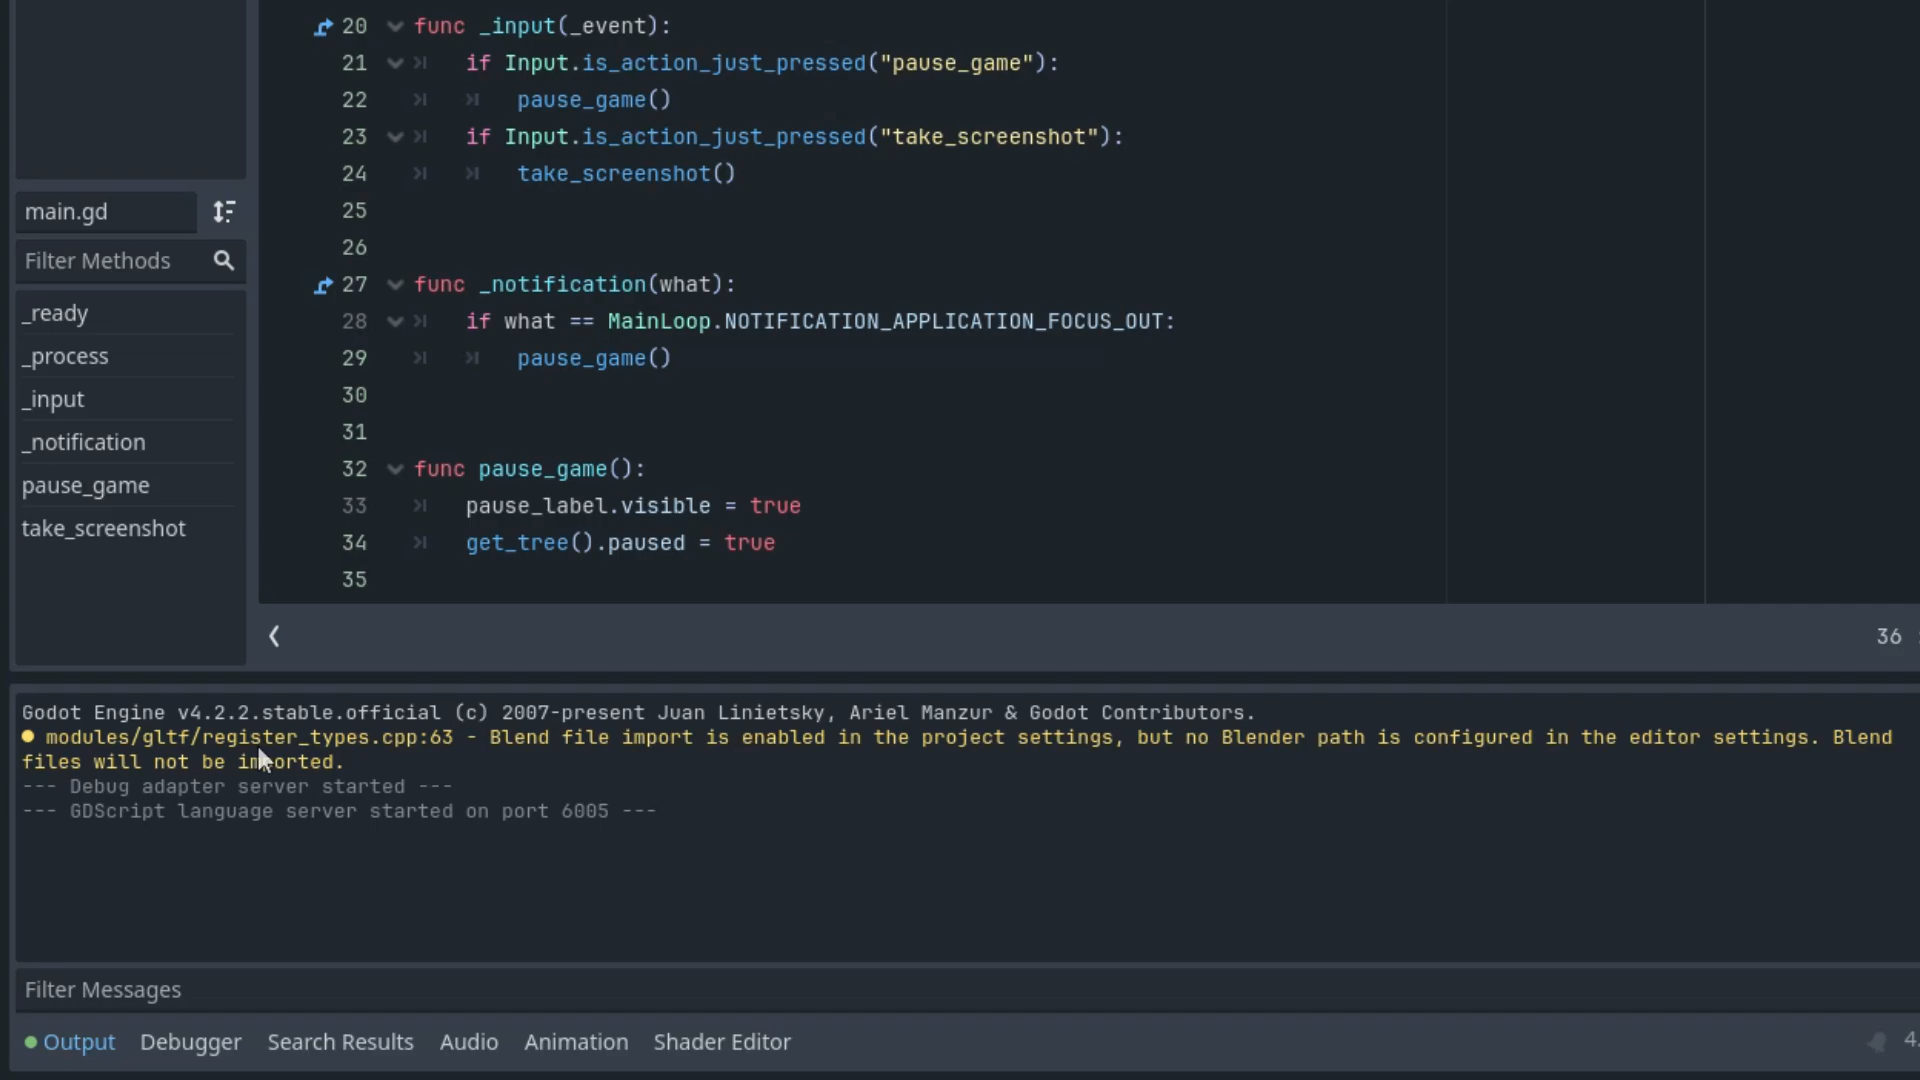 20 func _input(_event):
21 if Input.is_action_just_pressed("pause_game"):
22 pause_game()
23 if Input.is_action_just_pressed("take_screenshot"):
24 take_screenshot()
25
26
27 func _notification(what):
28 if what == MainLoop.NOTIFICATION_APPLICATION_FOCUS_OUT:
29 pause_game()
30
31
32 func pause_game():
33 pause_label.visible = true
34 get_tree().paused = true
35
main.gd
Filter Methods
_ready
_process
_input
_notification
pause_game
take_screenshot
36 :
Godot Engine v4.2.2.stable.official (c) 2007-present Juan Linietsky, Ariel Manzur & Godot Contributors.
modules/gltf/register_types.cpp:63 - Blend file import is enabled in the project settings, but no Blender path is configured in the editor settings. Blend
files will not be imported.
--- Debug adapter server started ---
--- GDScript language server started on port 6005 ---
Filter Messages
Output Debugger Search Results Audio Animation Shader Editor
4.